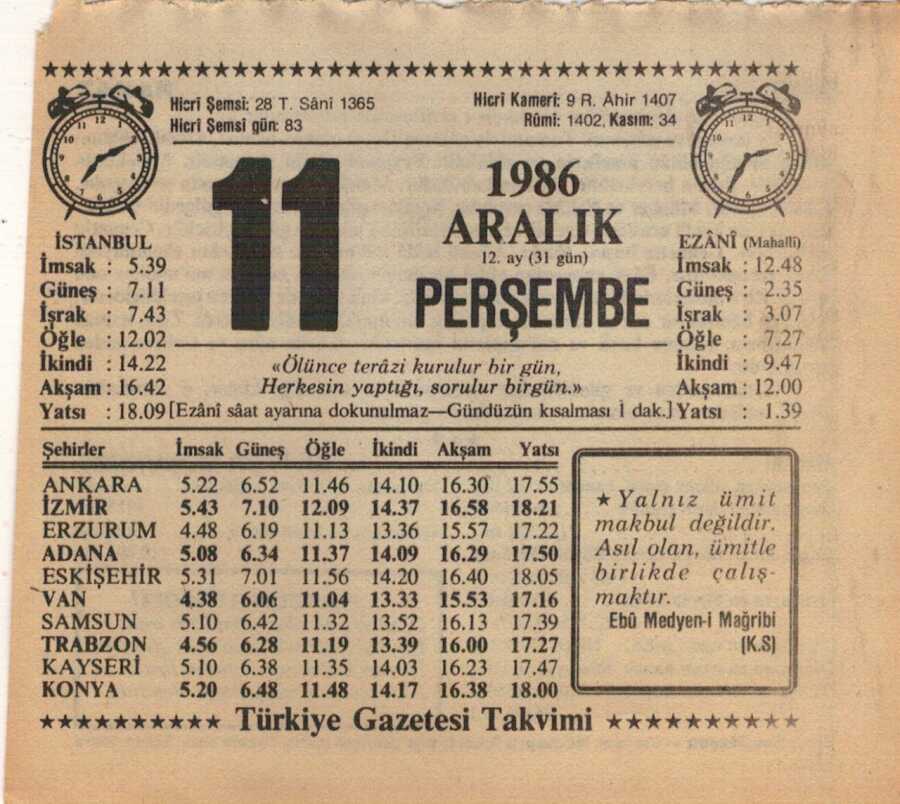 Hicrî Şemsî: 28 T. Sâni 1365
Hicrî Şemsî gün: 83
Hicrî Kamerî: 9 R. Âhir 1407
Rûmi: 1402, Kasım: 34
11
1986
ARALIK
12. ay (31 gün)
PERŞEMBE
İSTANBUL
İmsak : 5.39
Güneş : 7.11
İşrak : 7.43
Öğle : 12.02
İkindi : 14.22
Akşam : 16.42
Yatsı : 18.09
EZÂNÎ (Mahallî)
İmsak : 12.48
Güneş : 2.35
İşrak : 3.07
Öğle : 7.27
İkindi : 9.47
Akşam : 12.00
Yatsı : 1.39
«Ölünce terâzi kurulur bir gün,
Herkesin yaptığı, sorulur birgün.»
[Ezânî sâat ayarına dokunulmaz—Gündüzün kısalması 1 dak.]
Şehirler İmsak Güneş Öğle İkindi Akşam Yatsı
ANKARA 5.22 6.52 11.46 14.10 16.30 17.55
İZMİR 5.43 7.10 12.09 14.37 16.58 18.21
ERZURUM 4.48 6.19 11.13 13.36 15.57 17.22
ADANA 5.08 6.34 11.37 14.09 16.29 17.50
ESKİŞEHİR 5.31 7.01 11.56 14.20 16.40 18.05
VAN 4.38 6.06 11.04 13.33 15.53 17.16
SAMSUN 5.10 6.42 11.32 13.52 16.13 17.39
TRABZON 4.56 6.28 11.19 13.39 16.00 17.27
KAYSERİ 5.10 6.38 11.35 14.03 16.23 17.47
KONYA 5.20 6.48 11.48 14.17 16.38 18.00
★ Yalnız ümit
makbul değildir.
Asıl olan, ümitle
birlikde çalış-
maktır.
Ebû Medyen-i Mağribi
(K.S)
★★★★★★★★★★ Türkiye Gazetesi Takvimi ★★★★★★★★★★